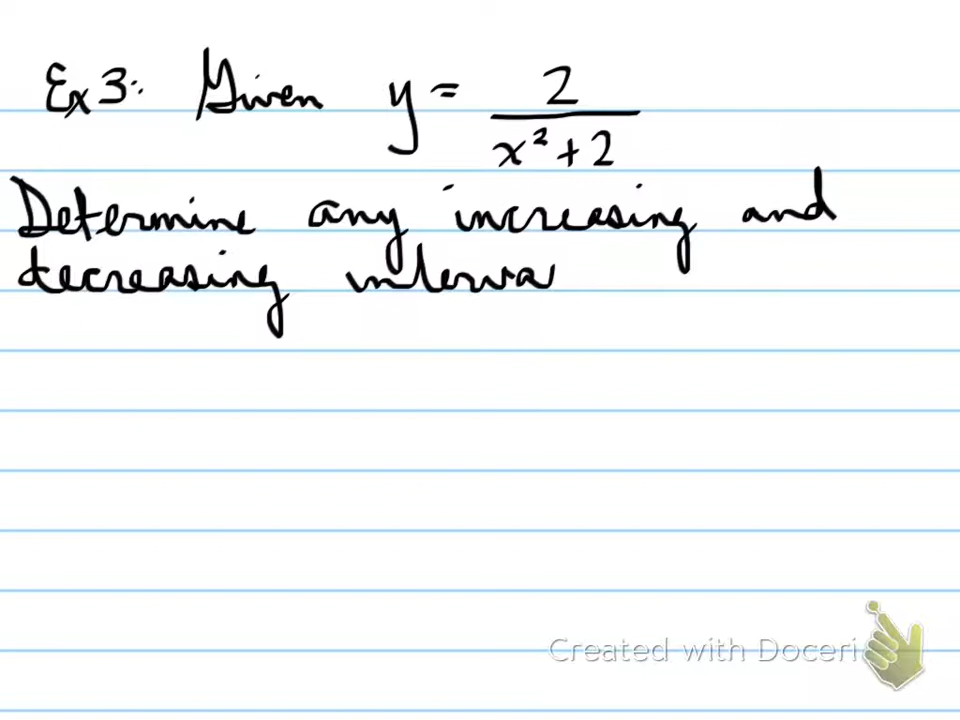 Ex 3: Given y = 2 / (x² + 2)
Determine any increasing and
decreasing interva
Created with Doceri